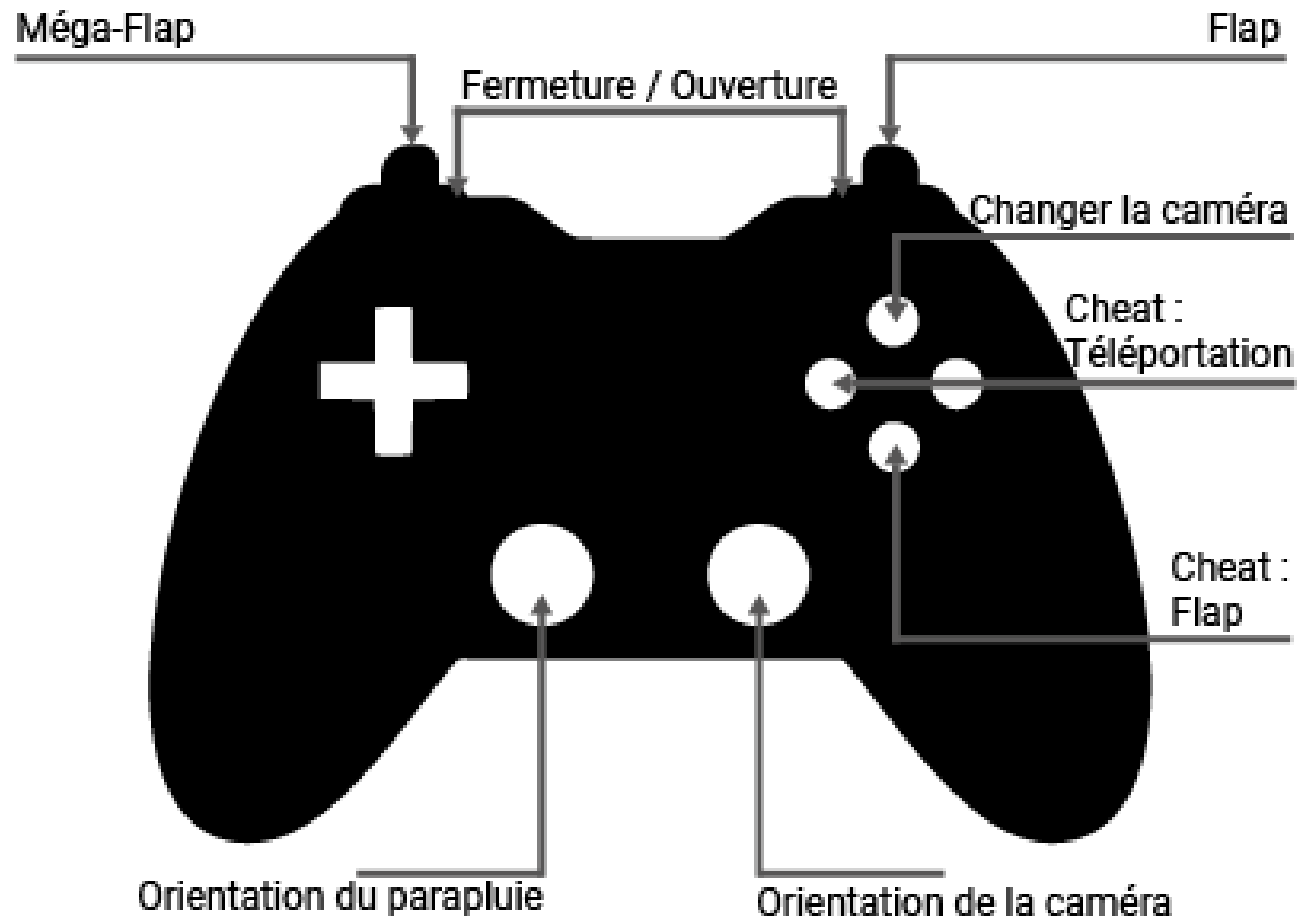 Méga-Flap
Flap
Fermeture / Ouverture
Changer la caméra
Cheat :
Téléportation
Cheat :
Flap
Orientation du parapluie
Orientation de la caméra